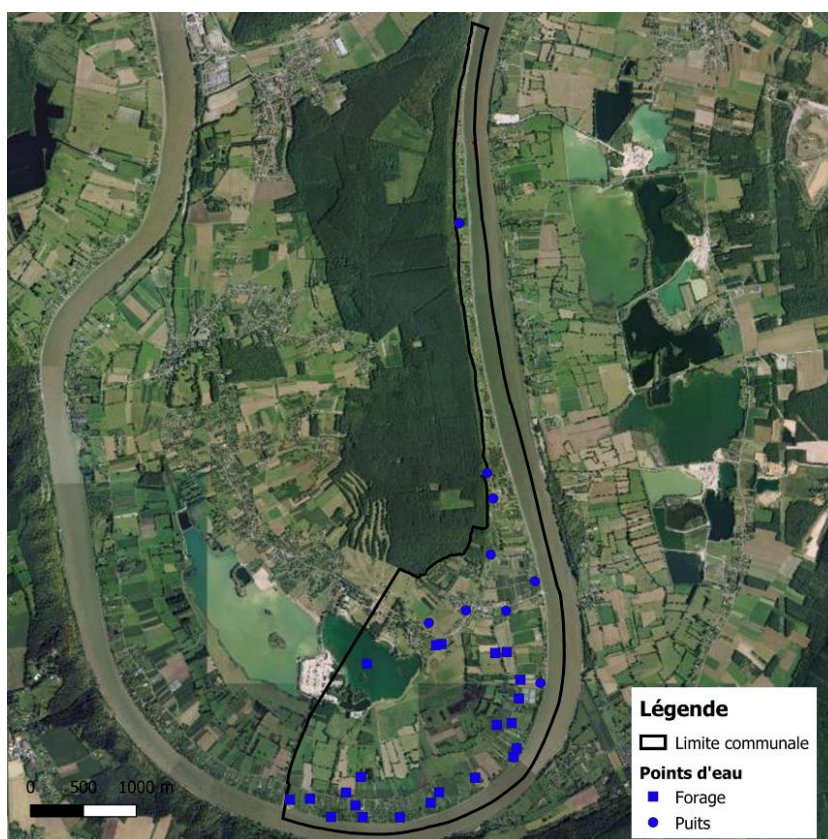 Légende
Limite communale
Points d'eau
Forage
Puits
0 500 1000 m